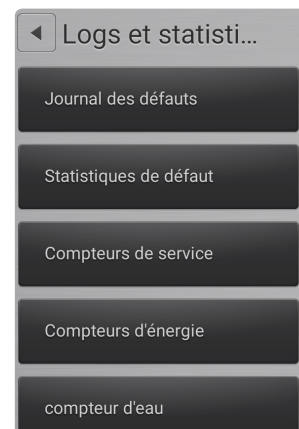 Logs et statisti...
Journal des défauts
Statistiques de défaut
Compteurs de service
Compteurs d'énergie
compteur d'eau